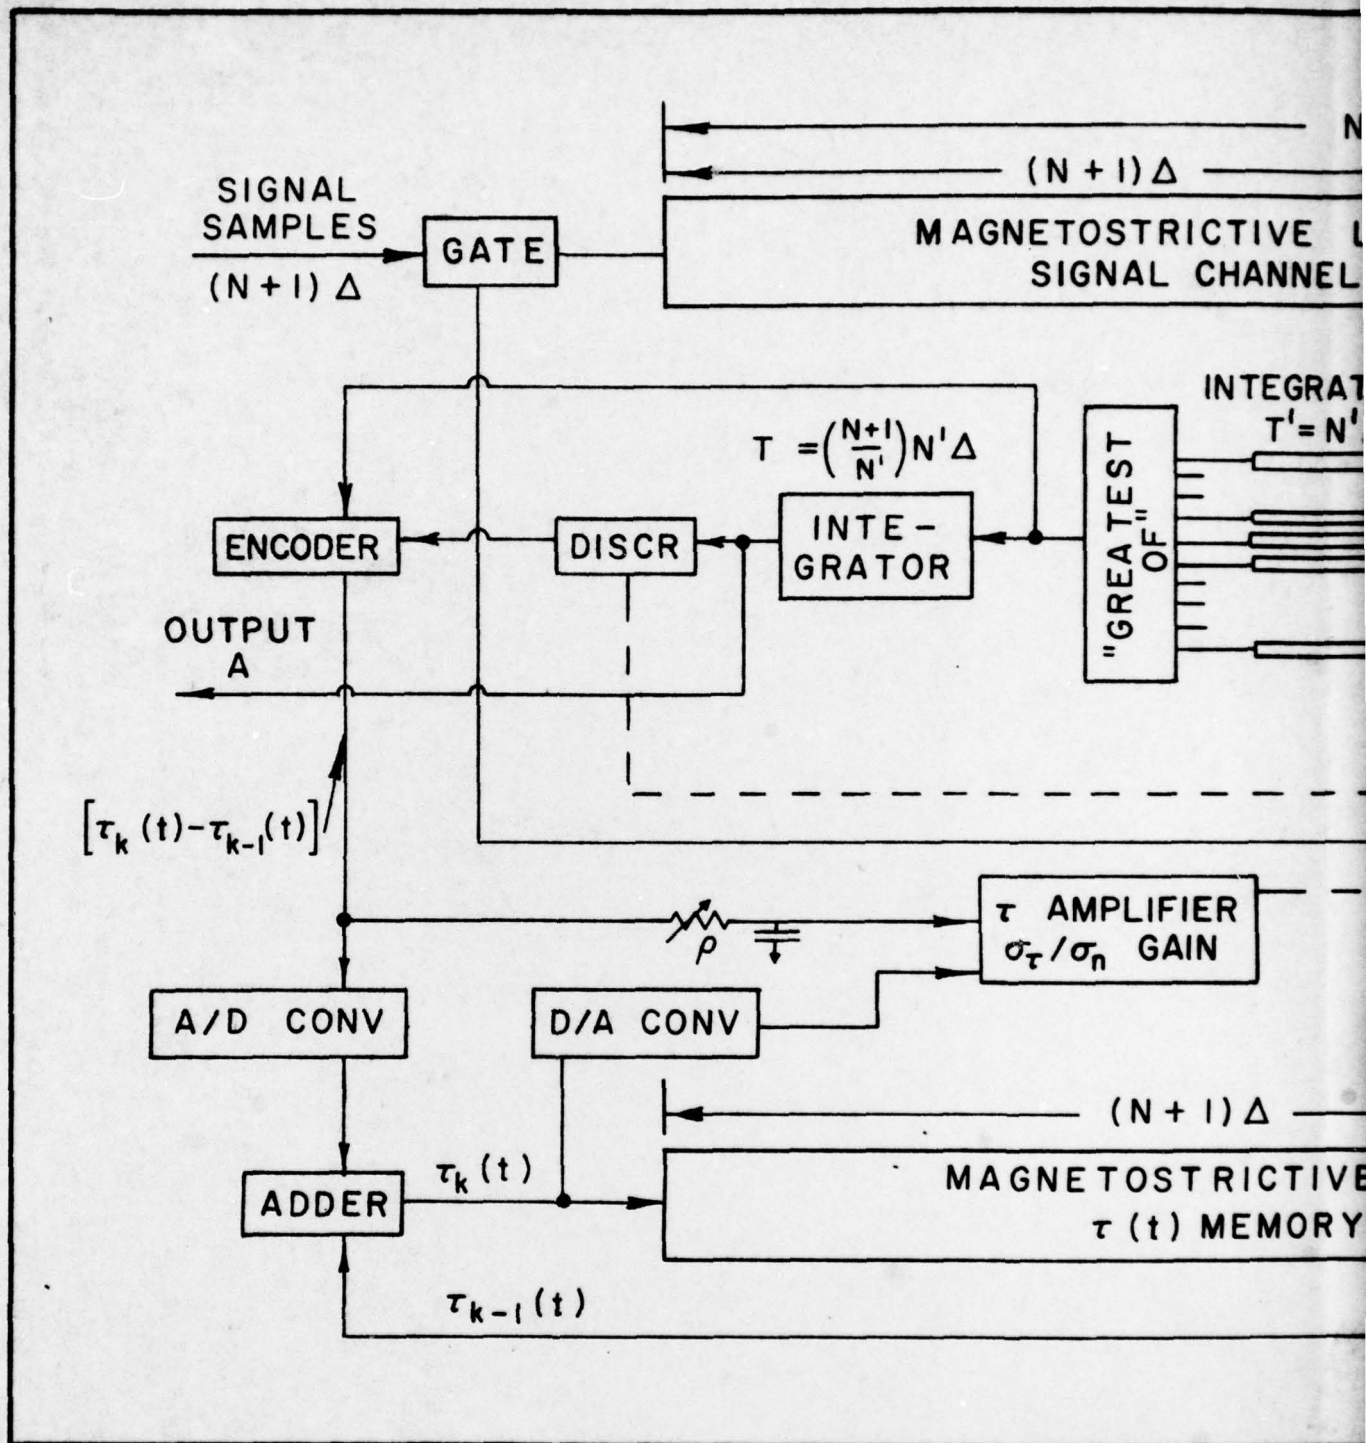 N
(N + 1) Δ
SIGNAL
SAMPLES
(N + 1) Δ
GATE
MAGNETOSTRICTIVE
SIGNAL CHANNEL
INTEGRAT
T' = N'
T = (N+1/N') N' Δ
"GREATEST
OF"
ENCODER
DISCR
INTE-
GRATOR
OUTPUT
A
[τk (t) - τk-1 (t)]
ρ
τ AMPLIFIER
στ/σn GAIN
A/D CONV
D/A CONV
(N + 1) Δ
ADDER
τk (t)
MAGNETOSTRICTIVE
τ (t) MEMORY
τk-1 (t)